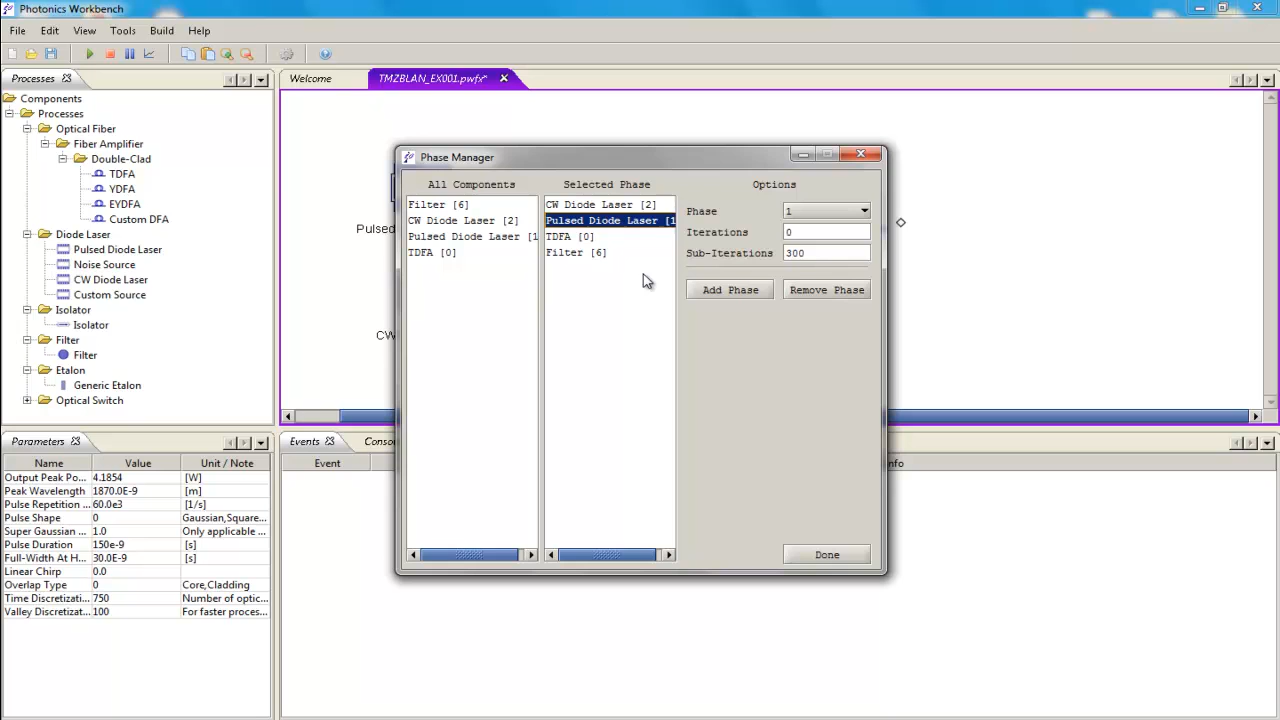 Photonics Workbench
File Edit View Tools Build Help
Processes
Welcome
TMZBLAN_EX001.pwfx*
Components
Processes
Optical Fiber
Fiber Amplifier
Double-Clad
TDFA
YDFA
EYDFA
Custom DFA
Diode Laser
Pulsed Diode Laser
Noise Source
CW Diode Laser
Custom Source
Isolator
Isolator
Filter
Filter
Etalon
Generic Etalon
Optical Switch
Pulsed
CW
Phase Manager
All Components
Filter [6]
CW Diode Laser [2]
Pulsed Diode Laser [1
TDFA [0]
Selected Phase
CW Diode Laser [2]
Pulsed Diode Laser [1
TDFA [0]
Filter [6]
Options
Phase 1
Iterations 0
Sub-Iterations 300
Add Phase Remove Phase
Done
Parameters
Name Value Unit / Note
Output Peak Po... 4.1854 [W]
Peak Wavelength 1870.0E-9 [m]
Pulse Repetition ... 60.0e3 [1/s]
Pulse Shape 0 Gaussian,Square...
Super Gaussian ... 1.0 Only applicable ...
Pulse Duration 150e-9 [s]
Full-Width At H... 30.0E-9 [s]
Linear Chirp 0.0
Overlap Type 0 Core,Cladding
Time Discretizati... 750 Number of optic...
Valley Discretizat... 100 For faster proces...
Events
Conso
Event
nfo